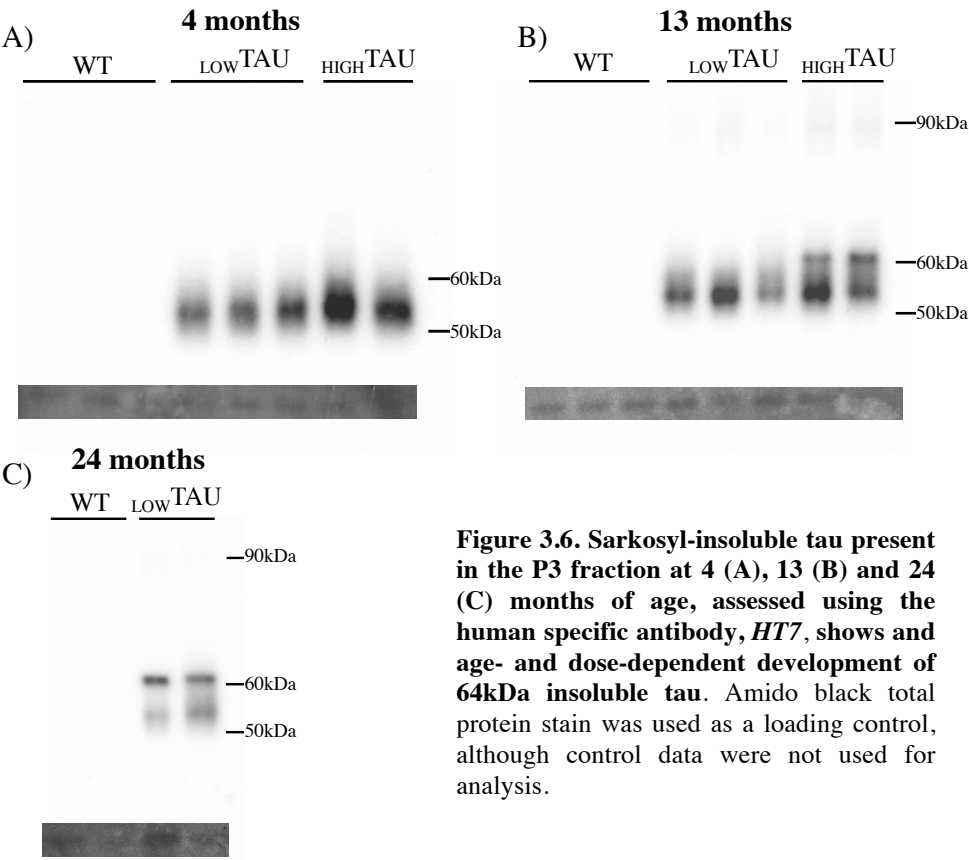 4 months
A)
WT LOWTAU HIGHTAU
60kDa
50kDa
13 months
B)
WT LOWTAU HIGHTAU
90kDa
60kDa
50kDa
24 months
C)
WT LOWTAU
90kDa
60kDa
50kDa
Figure 3.6. Sarkosyl-insoluble tau present
in the P3 fraction at 4 (A), 13 (B) and 24
(C) months of age, assessed using the
human specific antibody, HT7, shows and
age- and dose-dependent development of
64kDa insoluble tau. Amido black total
protein stain was used as a loading control,
although control data were not used for
analysis.